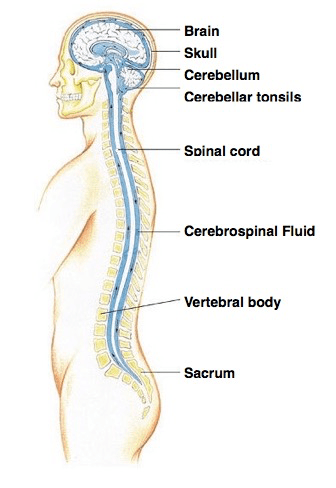 Brain
Skull
Cerebellum
Cerebellar tonsils
Spinal cord
Cerebrospinal Fluid
Vertebral body
Sacrum